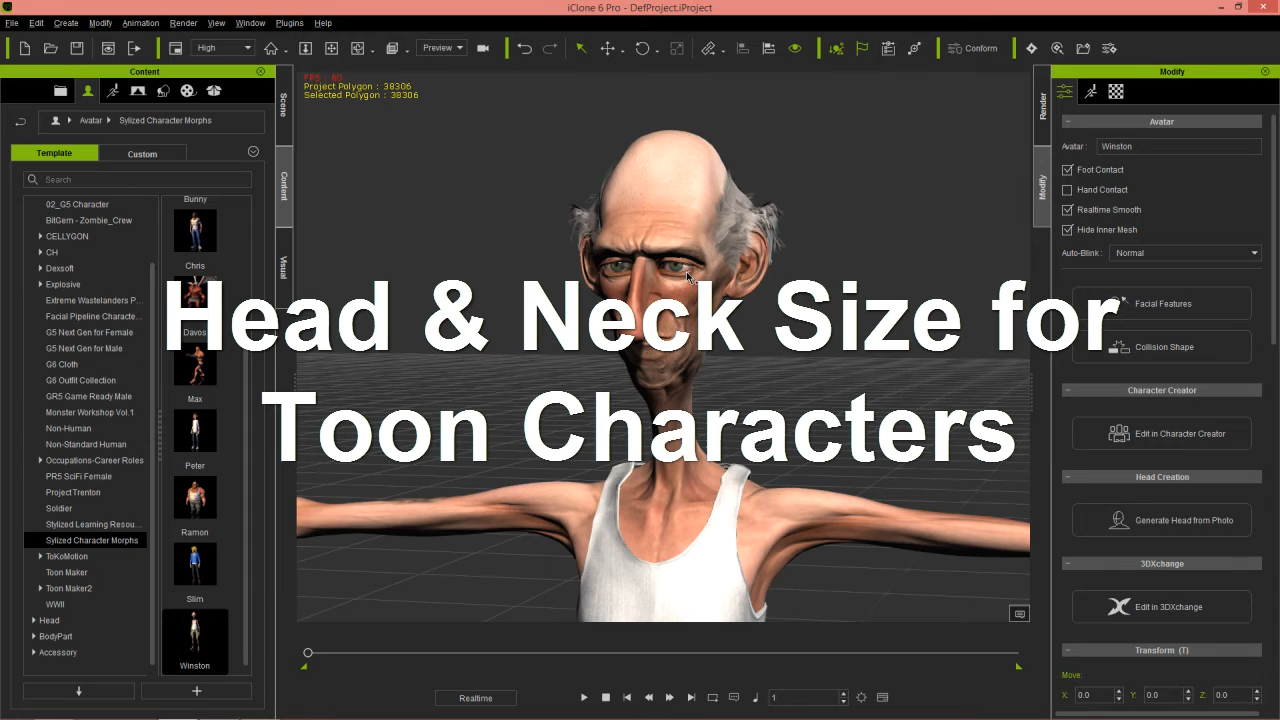 iClone 6 Pro - DefProject.iProject
File Edit Create Modify Animation Render View Window Plugins Help
High
Preview
Conform
Content
Avatar
Sylized Character Morphs
Template
Custom
Search
02_G5 Character
BitGem - Zombie_Crew
CELLYGON
CH
Dexsoft
Explosive
Extreme Wastelanders P...
Facial Pipeline Characte...
G5 Next Gen for Female
G5 Next Gen for Male
G6 Cloth
G6 Outfit Collection
GR5 Game Ready Male
Monster Workshop Vol.1
Non-Human
Non-Standard Human
Occupations-Career Roles
PR5 SciFi Female
ProjectTrenton
Soldier
Stylized Learning Resou...
Sylized Character Morphs
ToKoMotion
Toon Maker
Toon Maker2
WWII
Head
BodyPart
Accessory
Bunny
Chris
Davos
Max
Peter
Ramon
Slim
Winston
Scene
Content
Visual
FPS : 60
Project Polygon : 38306
Selected Polygon : 38306
Head & Neck Size for
Toon Characters
Realtime
1
Render
Modify
Modify
Avatar
Avatar : Winston
Foot Contact
Hand Contact
Realtime Smooth
Hide Inner Mesh
Auto-Blink : Normal
Facial Features
Collision Shape
Character Creator
Edit in Character Creator
Head Creation
Generate Head from Photo
3DXchange
Edit in 3DXchange
Transform (T)
Move:
X: 0.0 Y: 0.0 Z: 0.0